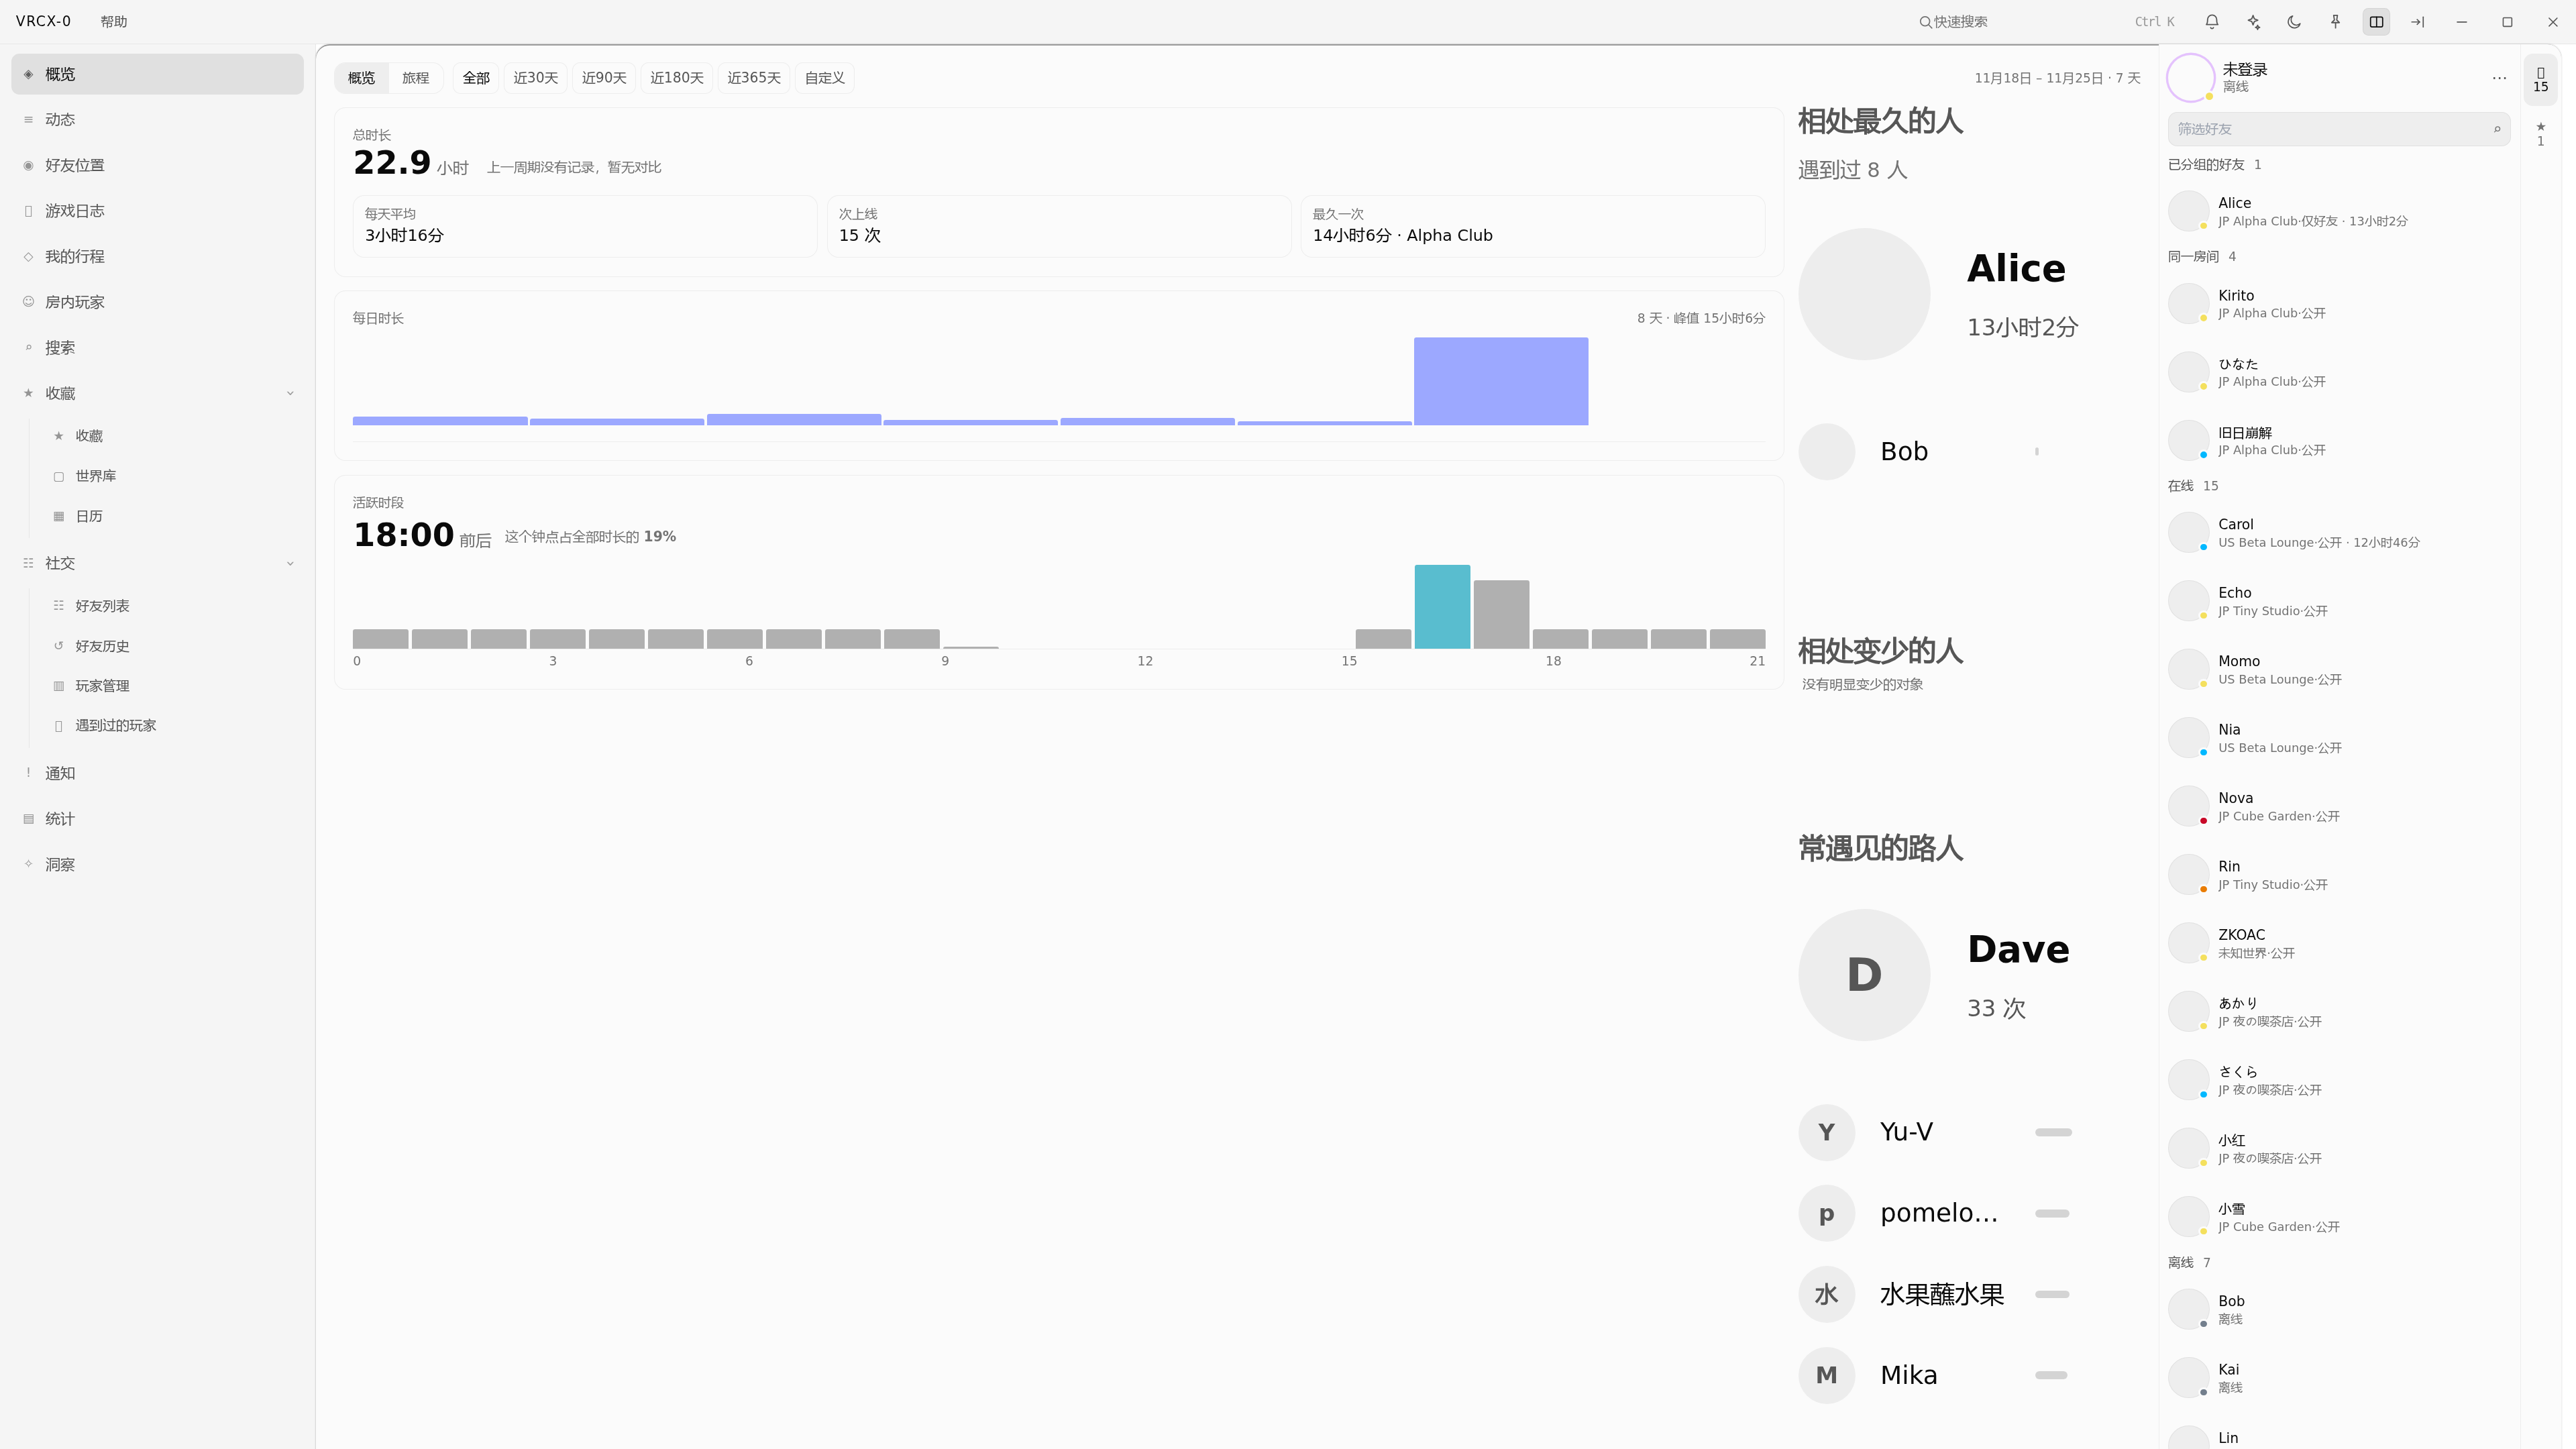 VRCX-0
帮助
快速搜索
Ctrl K
概览
动态
好友位置
游戏日志
我的行程
房内玩家
搜索
收藏
收藏
世界库
日历
社交
好友列表
好友历史
玩家管理
遇到过的玩家
通知
统计
洞察
概览 旅程 全部 近30天 近90天 近180天 近365天 自定义
11月18日 – 11月25日 · 7 天
总时长
22.9 小时 上一周期没有记录，暂无对比
每天平均
3小时16分
次上线
15 次
最久一次
14小时6分 · Alpha Club
每日时长
8 天 · 峰值 15小时6分
活跃时段
18:00 前后 这个钟点占全部时长的 19%
0 3 6 9 12 15 18 21
相处最久的人
遇到过 8 人
Alice
13小时2分
Bob
相处变少的人
没有明显变少的对象
常遇见的路人
D
Dave
33 次
Y Yu-V
p pomelo...
水 水果蘸水果
M Mika
未登录
离线
筛选好友
15
1
已分组的好友 1
Alice
JP Alpha Club·仅好友 · 13小时2分
同一房间 4
Kirito
JP Alpha Club·公开
ひなた
JP Alpha Club·公开
旧日崩解
JP Alpha Club·公开
在线 15
Carol
US Beta Lounge·公开 · 12小时46分
Echo
JP Tiny Studio·公开
Momo
US Beta Lounge·公开
Nia
US Beta Lounge·公开
Nova
JP Cube Garden·公开
Rin
JP Tiny Studio·公开
ZKOAC
未知世界·公开
あかり
JP 夜の喫茶店·公开
さくら
JP 夜の喫茶店·公开
小红
JP 夜の喫茶店·公开
小雪
JP Cube Garden·公开
离线 7
Bob
离线
Kai
离线
Lin